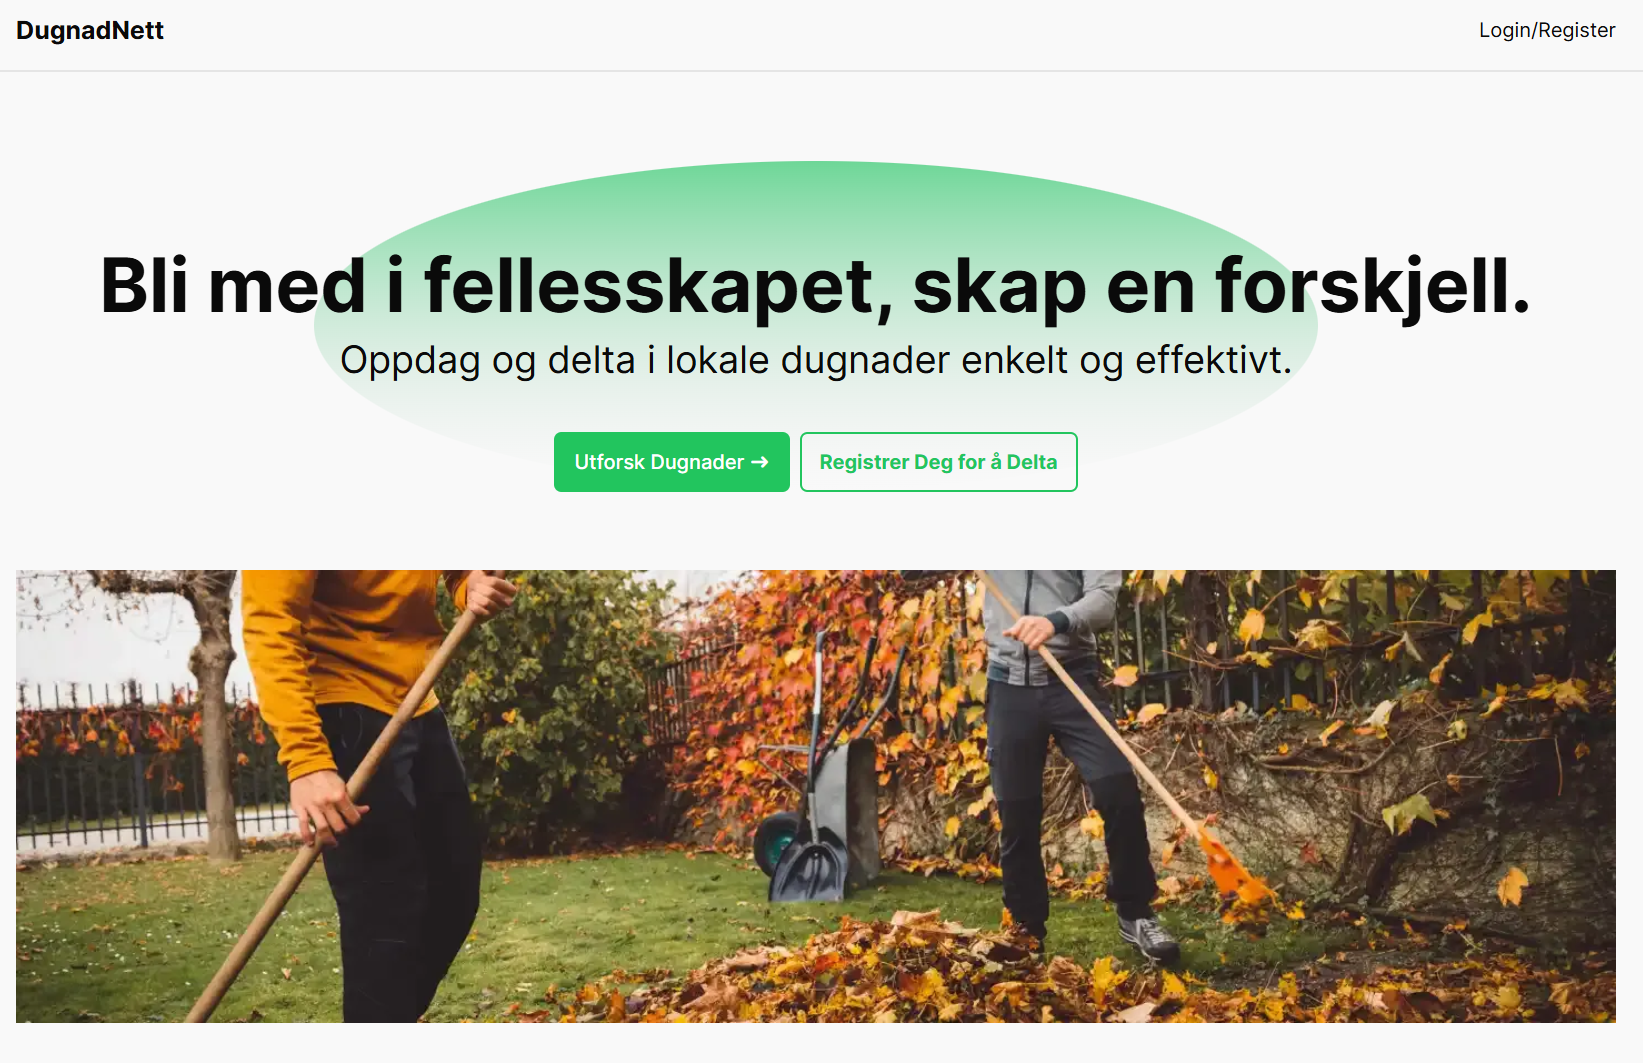 DugnadNett
Login/Register
Bli med i fellesskapet, skap en forskjell.
Oppdag og delta i lokale dugnader enkelt og effektivt.
Utforsk Dugnader →
Registrer Deg for å Delta